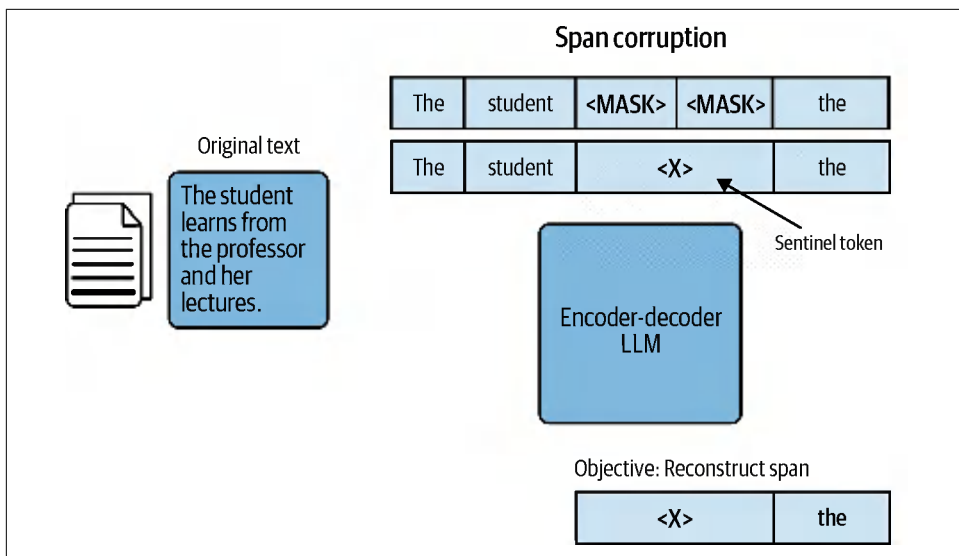 Span corruption
The student <MASK> <MASK> the
Original text
The student <X> the
The student
learns from
the professor
and her
lectures.
Sentinel token
Encoder-decoder
LLM
Objective: Reconstruct span
<X> the